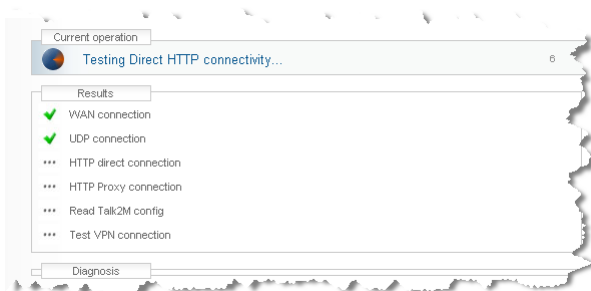 Current operation
Testing Direct HTTP connectivity... 6
Results
WAN connection
UDP connection
HTTP direct connection
HTTP Proxy connection
Read Talk2M config
Test VPN connection
Diagnosis